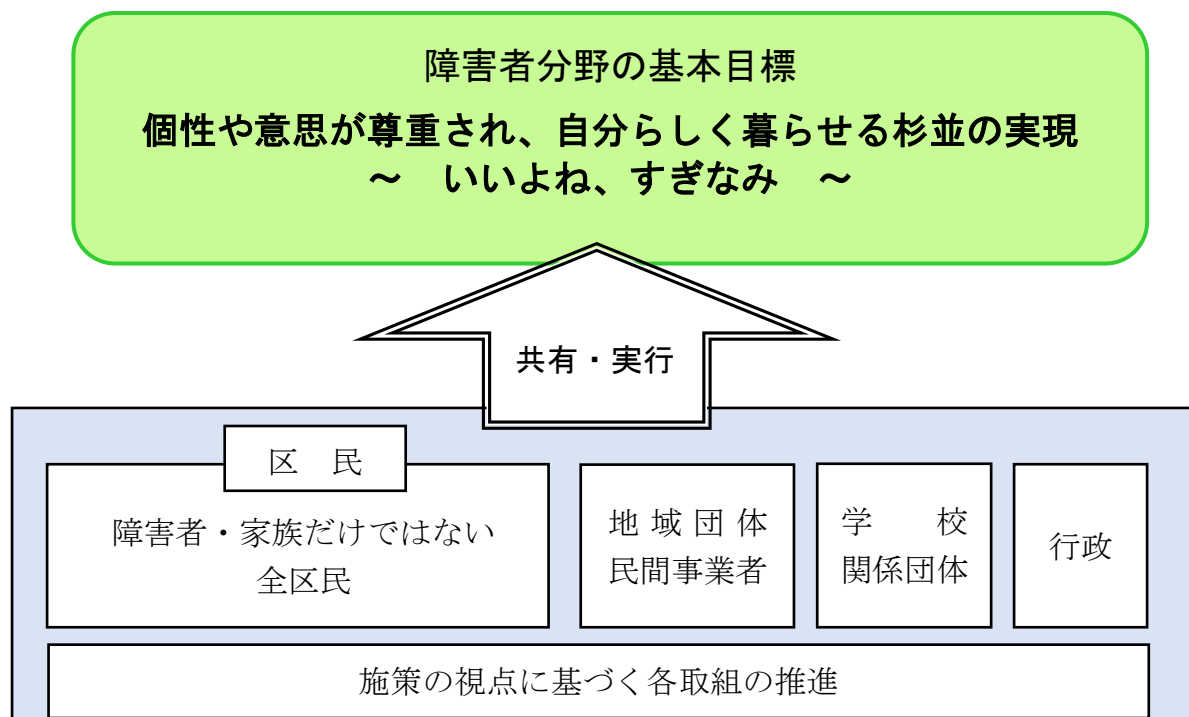 障害者分野の基本目標
個性や意思が尊重され、自分らしく暮らせる杉並の実現
～　いいよね、すぎなみ　～
共有・実行
区　民
障害者・家族だけではない
全区民
地 域 団 体
民間事業者
学　　校
関係団体
行政
施策の視点に基づく各取組の推進